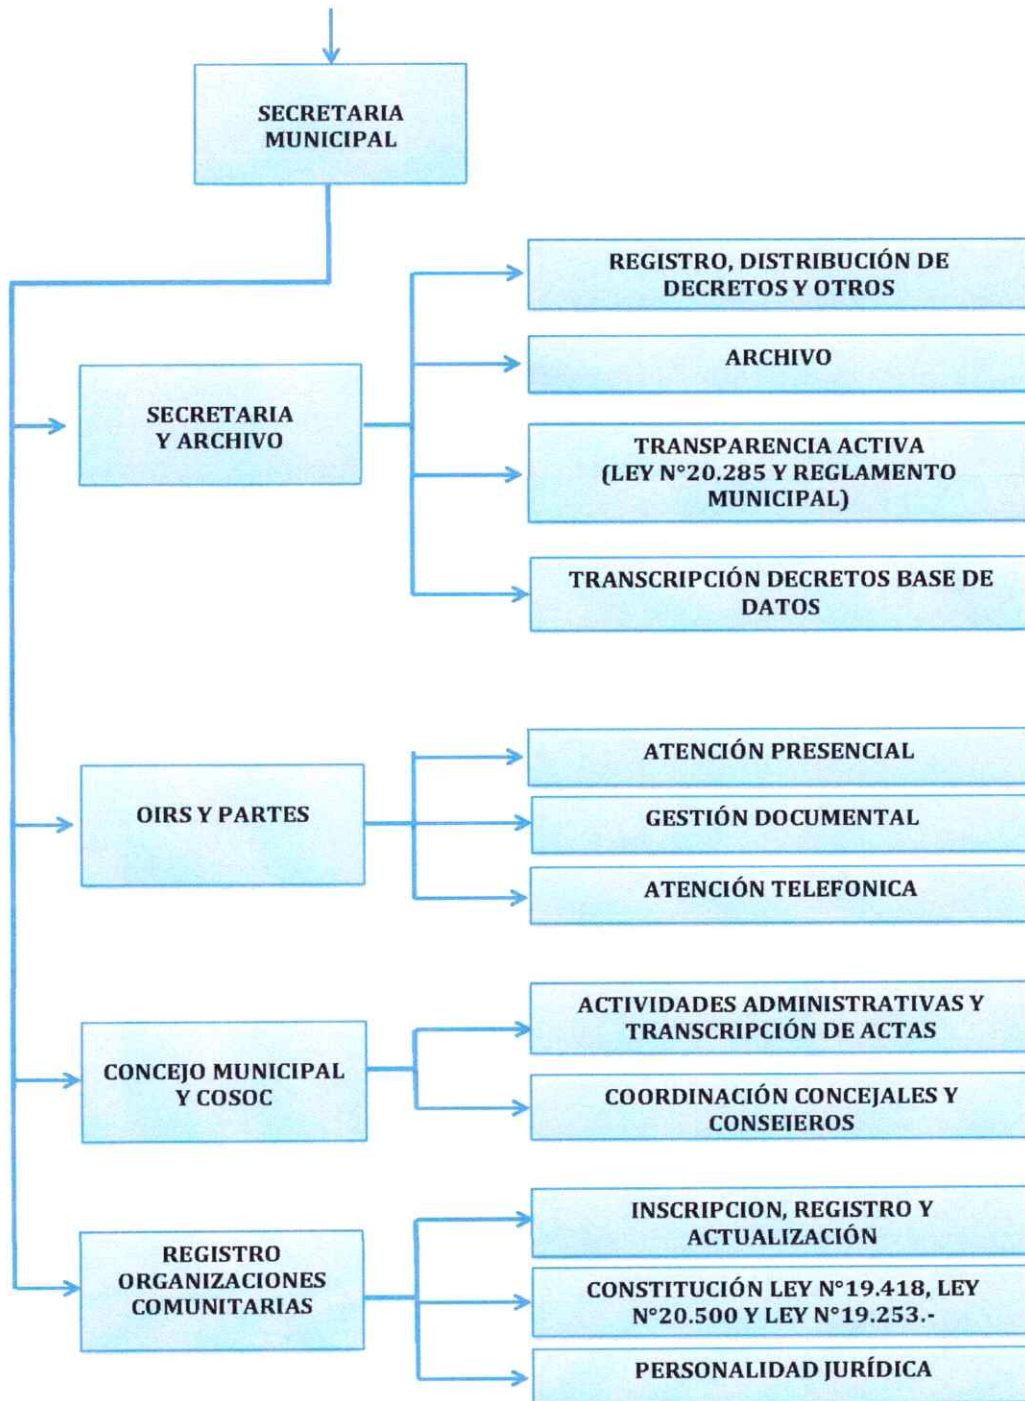 SECRETARIA
MUNICIPAL
SECRETARIA
Y ARCHIVO
REGISTRO, DISTRIBUCIÓN DE
DECRETOS Y OTROS
ARCHIVO
TRANSPARENCIA ACTIVA
(LEY N°20.285 Y REGLAMENTO
MUNICIPAL)
TRANSCRIPCIÓN DECRETOS BASE DE
DATOS
OIRS Y PARTES
ATENCIÓN PRESENCIAL
GESTIÓN DOCUMENTAL
ATENCIÓN TELEFONICA
CONCEJO MUNICIPAL
Y COSOC
ACTIVIDADES ADMINISTRATIVAS Y
TRANSCRIPCIÓN DE ACTAS
COORDINACIÓN CONCEJALES Y
CONSEJEROS
REGISTRO
ORGANIZACIONES
COMUNITARIAS
INSCRIPCION, REGISTRO Y
ACTUALIZACIÓN
CONSTITUCIÓN LEY N°19.418, LEY
N°20.500 Y LEY N°19.253.-
PERSONALIDAD JURÍDICA